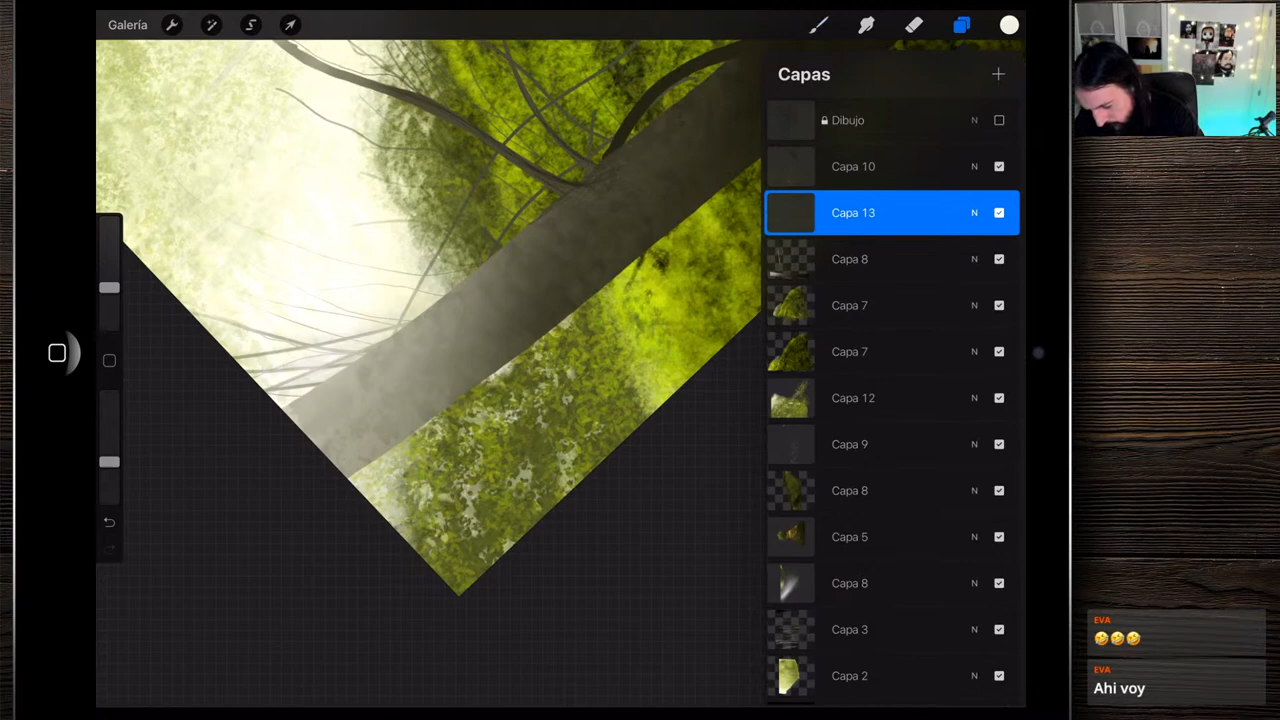 Galería
Capas
Dibujo N
Capa 10 N
Capa 13 N
Capa 8 N
Capa 7 N
Capa 7 N
Capa 12 N
Capa 9 N
Capa 8 N
Capa 5 N
Capa 8 N
Capa 3 N
Capa 2 N
EVA
🤣🤣🤣
EVA
Ahi voy